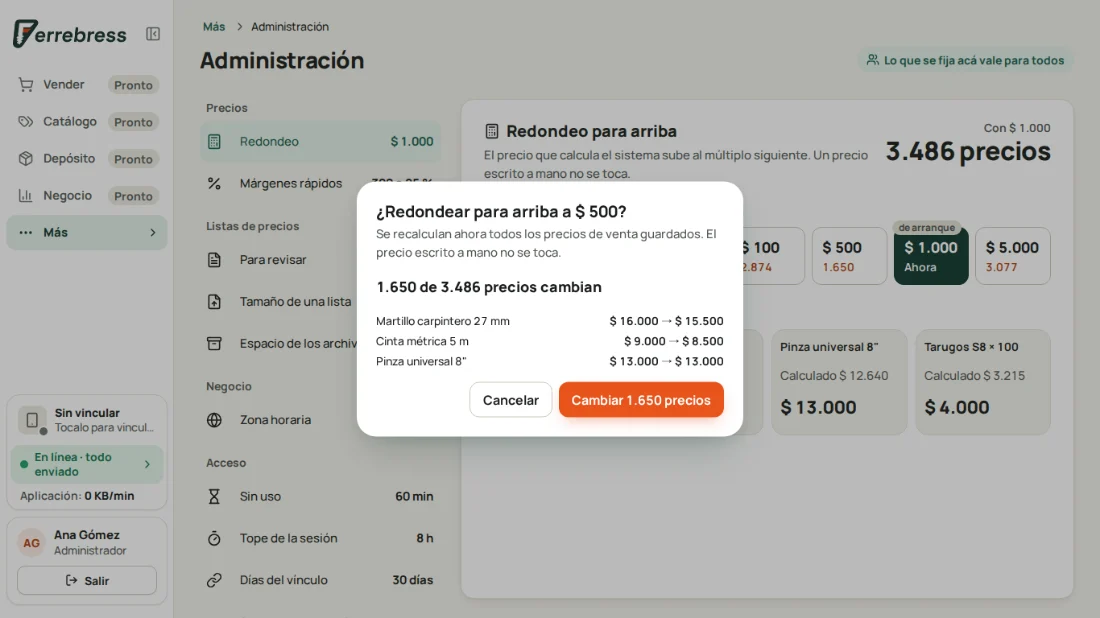 Ferrebress
Vender
Pronto
Catálogo
Pronto
Depósito
Pronto
Negocio
Pronto
Más
Sin vincular
Tocalo para vincul...
En línea · todo
enviado
Aplicación: 0 KB/min
AG
Ana Gómez
Administrador
Salir
Más > Administración
Administración
Lo que se fija acá vale para todos
Precios
Redondeo
$ 1.000
Márgenes rápidos
Listas de precios
Para revisar
Tamaño de una lista
Espacio de los archiv
Negocio
Zona horaria
Acceso
Sin uso
60 min
Tope de la sesión
8 h
Días del vínculo
30 días
Redondeo para arriba
El precio que calcula el sistema sube al múltiplo siguiente. Un precio
escrito a mano no se toca.
Con $ 1.000
3.486 precios
$ 100
2.874
$ 500
1.650
de arranque
$ 1.000
Ahora
$ 5.000
3.077
Pinza universal 8"
Calculado $ 12.640
$ 13.000
Tarugos S8 × 100
Calculado $ 3.215
$ 4.000
¿Redondear para arriba a $ 500?
Se recalculan ahora todos los precios de venta guardados. El
precio escrito a mano no se toca.
1.650 de 3.486 precios cambian
Martillo carpintero 27 mm
$ 16.000 → $ 15.500
Cinta métrica 5 m
$ 9.000 → $ 8.500
Pinza universal 8"
$ 13.000 → $ 13.000
Cancelar
Cambiar 1.650 precios